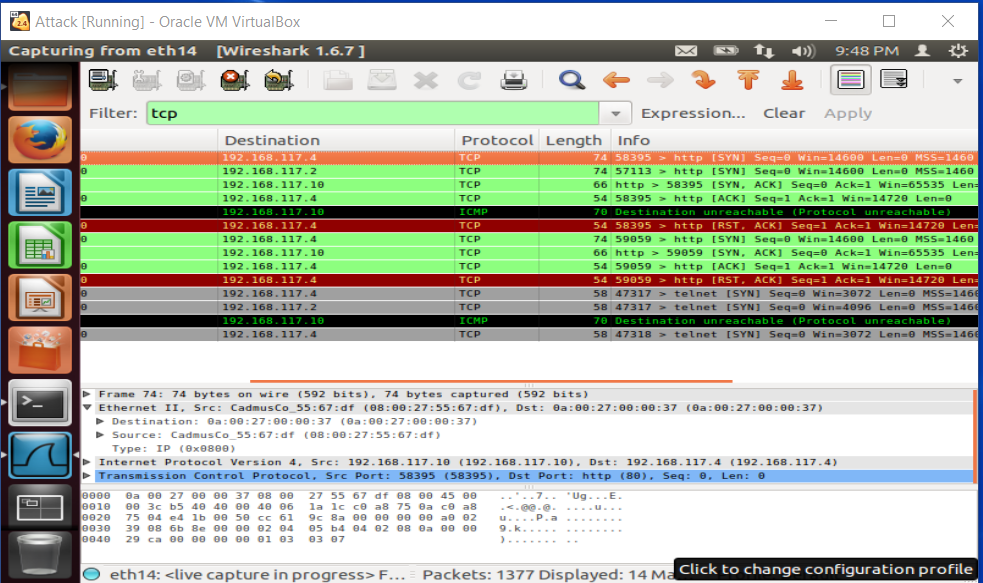 Attack [Running] - Oracle VM VirtualBox
Capturing from eth14 [Wireshark 1.6.7 ] 9:48 PM
Filter: tcp Expression... Clear Apply
Destination Protocol Length Info
0 192.168.117.4 TCP 74 58395 > http [SYN] Seq=0 Win=14600 Len=0 MSS=1460
0 192.168.117.2 TCP 74 57113 > http [SYN] Seq=0 Win=14600 Len=0 MSS=1460
192.168.117.10 TCP 66 http > 58395 [SYN, ACK] Seq=0 Ack=1 Win=65535 Len=
0 192.168.117.4 TCP 54 58395 > http [ACK] Seq=1 Ack=1 Win=14720 Len=0
192.168.117.10 ICMP 70 Destination unreachable (Protocol unreachable)
0 192.168.117.4 TCP 54 58395 > http [RST, ACK] Seq=1 Ack=1 Win=14720 Len=
0 192.168.117.4 TCP 74 59059 > http [SYN] Seq=0 Win=14600 Len=0 MSS=1460
192.168.117.10 TCP 66 http > 59059 [SYN, ACK] Seq=0 Ack=1 Win=65535 Len=
0 192.168.117.4 TCP 54 59059 > http [ACK] Seq=1 Ack=1 Win=14720 Len=0
0 192.168.117.4 TCP 54 59059 > http [RST, ACK] Seq=1 Ack=1 Win=14720 Len=
0 192.168.117.4 TCP 58 47317 > telnet [SYN] Seq=0 Win=3072 Len=0 MSS=1460
0 192.168.117.2 TCP 58 47317 > telnet [SYN] Seq=0 Win=4096 Len=0 MSS=1460
192.168.117.10 ICMP 70 Destination unreachable (Protocol unreachable)
0 192.168.117.4 TCP 58 47318 > telnet [SYN] Seq=0 Win=3072 Len=0 MSS=1460
Frame 74: 74 bytes on wire (592 bits), 74 bytes captured (592 bits)
Ethernet II, Src: CadmusCo_55:67:df (08:00:27:55:67:df), Dst: 0a:00:27:00:00:37 (0a:00:27:00:00:37)
Destination: 0a:00:27:00:00:37 (0a:00:27:00:00:37)
Source: CadmusCo_55:67:df (08:00:27:55:67:df)
Type: IP (0x0800)
Internet Protocol Version 4, Src: 192.168.117.10 (192.168.117.10), Dst: 192.168.117.4 (192.168.117.4)
Transmission Control Protocol, Src Port: 58395 (58395), Dst Port: http (80), Seq: 0, Len: 0
0000 0a 00 27 00 00 37 08 00 27 55 67 df 08 00 45 00 ..'..7.. 'Ug...E.
0010 00 3c b5 40 40 00 40 06 1a 1c c0 a8 75 0a c0 a8 .<.@@.@. ....u...
0020 75 04 e4 1b 00 50 cc 61 9c 8a 00 00 00 00 a0 02 u....P.a ........
0030 39 08 6b 8e 00 00 02 04 05 b4 04 02 08 0a 00 00 9.k..... ........
0040 29 ca 00 00 00 00 01 03 03 07 )....... ..
eth14: <live capture in progress> F... Packets: 1377 Displayed: 14 Ma
Click to change configuration profile